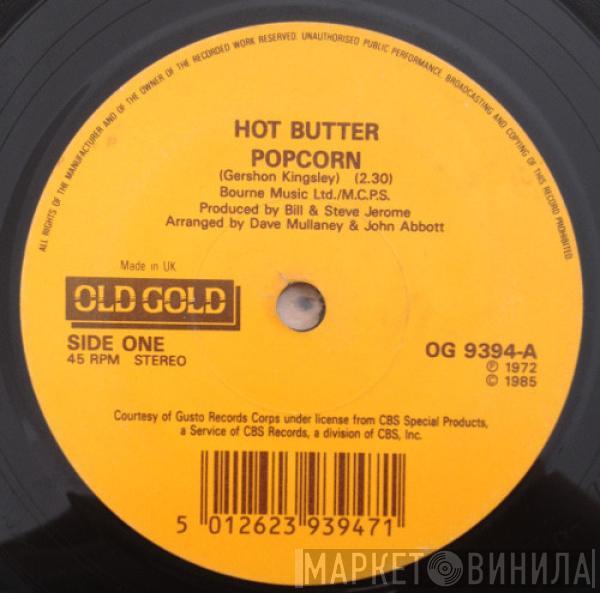 ALL RIGHTS OF THE MANUFACTURER AND OF THE OWNER OF THE RECORDED WORK RESERVED. UNAUTHORISED PUBLIC PERFORMANCE, BROADCASTING AND COPYING OF THIS RECORD PROHIBITED
HOT BUTTER
POPCORN
(Gershon Kingsley) (2.30)
Bourne Music Ltd./M.C.P.S.
Produced by Bill & Steve Jerome
Arranged by Dave Mullaney & John Abbott
Made in UK
OLD GOLD
SIDE ONE
45 RPM STEREO
OG 9394-A
℗ 1972
© 1985
Courtesy of Gusto Records Corps under license from CBS Special Products,
a Service of CBS Records, a division of CBS, Inc.
5 012623 939471
МАРКЕТ ВИНИЛА